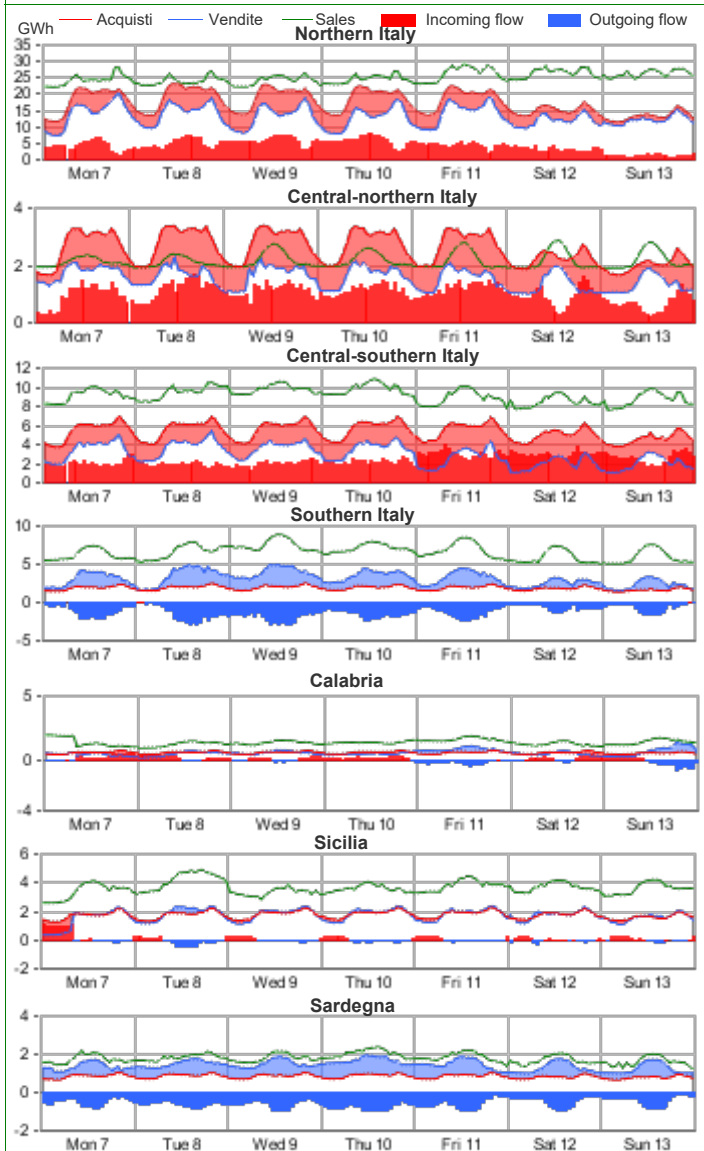 GWh Acquisti Vendite Sales Incoming flow Outgoing flow
Northern Italy
35
30
25
20
15
10
5
0
Mon 7 Tue 8 Wed 9 Thu 10 Fri 11 Sat 12 Sun 13
Central-northern Italy
4
2
0
Mon 7 Tue 8 Wed 9 Thu 10 Fri 11 Sat 12 Sun 13
Central-southern Italy
12
10
8
6
4
2
0
Mon 7 Tue 8 Wed 9 Thu 10 Fri 11 Sat 12 Sun 13
Southern Italy
10
5
0
-5
Mon 7 Tue 8 Wed 9 Thu 10 Fri 11 Sat 12 Sun 13
Calabria
5
0
-4
Mon 7 Tue 8 Wed 9 Thu 10 Fri 11 Sat 12 Sun 13
Sicilia
6
4
2
0
-2
Mon 7 Tue 8 Wed 9 Thu 10 Fri 11 Sat 12 Sun 13
Sardegna
4
2
0
-2
Mon 7 Tue 8 Wed 9 Thu 10 Fri 11 Sat 12 Sun 13